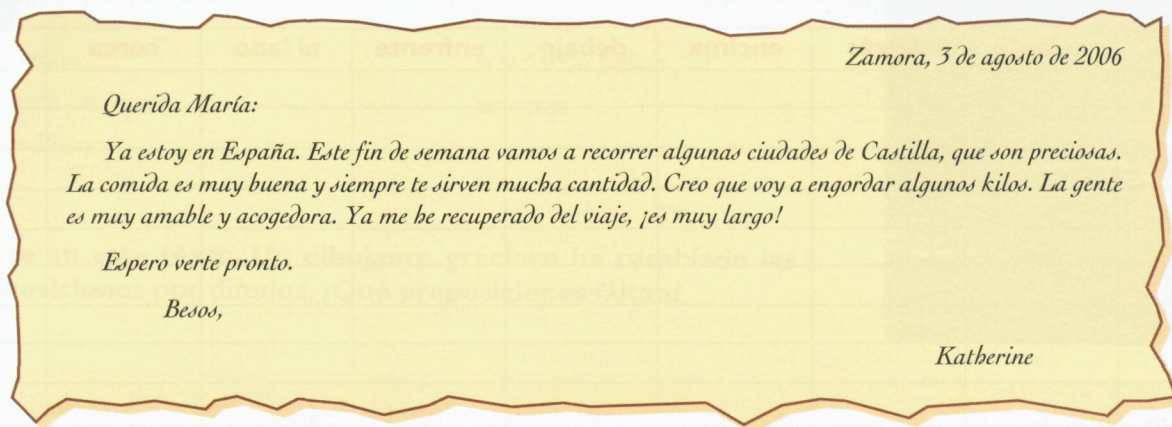 Zamora, 3 de agosto de 2006
Querida María:
Ya estoy en España. Este fin de semana vamos a recorrer algunas ciudades de Castilla, que son preciosas.
La comida es muy buena y siempre te sirven mucha cantidad. Creo que voy a engordar algunos kilos. La gente
es muy amable y acogedora. Ya me he recuperado del viaje, ¡es muy largo!
Espero verte pronto.
Besos,
Katherine